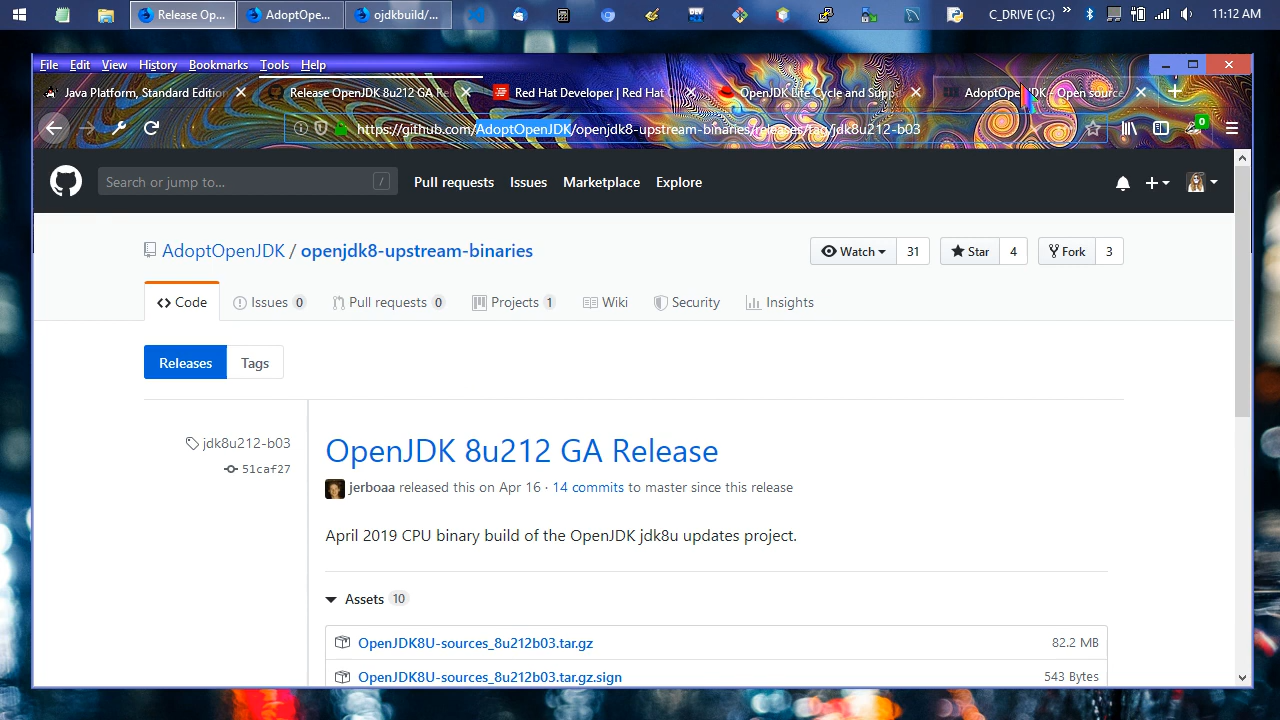 Release Op...
AdoptOpe...
ojdkbuild/...
C_DRIVE (C:)
11:12 AM
File Edit View History Bookmarks Tools Help
Java Platform, Standard Edition
Release OpenJDK 8u212 GA Re
Red Hat Developer | Red Hat
OpenJDK Life Cycle and Supp
AdoptOpenJDK - Open source
https://github.com/AdoptOpenJDK/openjdk8-upstream-binaries/releases/tag/jdk8u212-b03
0
Search or jump to... /
Pull requests Issues Marketplace Explore
AdoptOpenJDK / openjdk8-upstream-binaries
Watch 31 Star 4 Fork 3
Code Issues 0 Pull requests 0 Projects 1 Wiki Security Insights
Releases Tags
jdk8u212-b03
51caf27
OpenJDK 8u212 GA Release
jerboaa released this on Apr 16 · 14 commits to master since this release
April 2019 CPU binary build of the OpenJDK jdk8u updates project.
Assets 10
OpenJDK8U-sources_8u212b03.tar.gz 82.2 MB
OpenJDK8U-sources_8u212b03.tar.gz.sign 543 Bytes